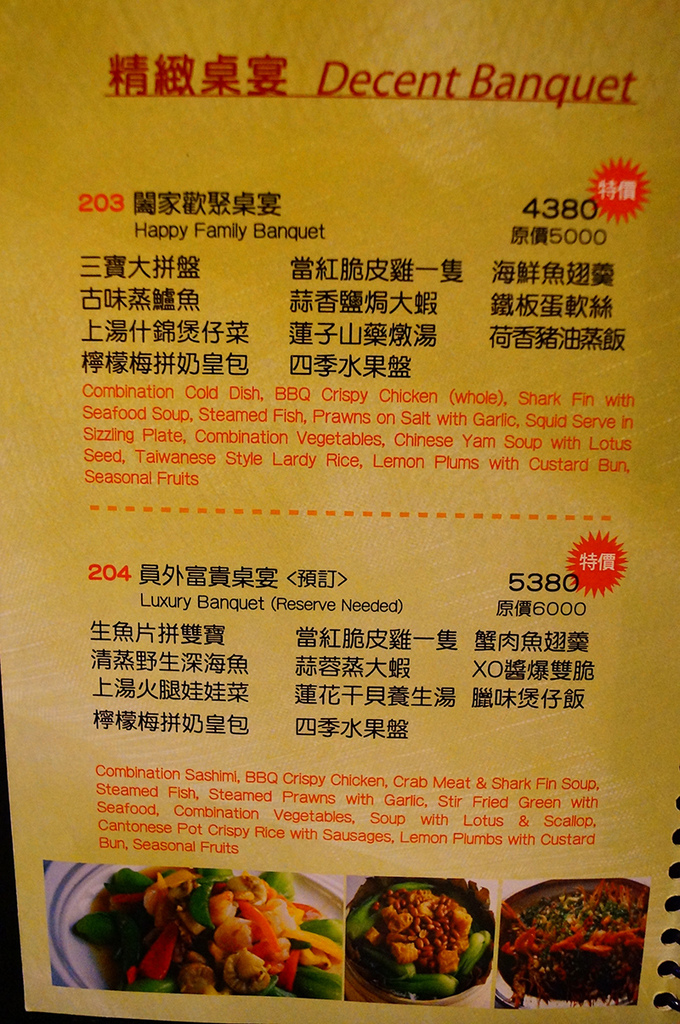 精緻桌宴 Decent Banquet
203 闔家歡聚桌宴 4380 特價
Happy Family Banquet 原價5000
三寶大拼盤 當紅脆皮雞一隻 海鮮魚翅羹
古味蒸鱸魚 蒜香鹽焗大蝦 鐵板蛋軟絲
上湯什錦煲仔菜 蓮子山藥燉湯 荷香豬油蒸飯
檸檬梅拼奶皇包 四季水果盤
Combination Cold Dish, BBQ Crispy Chicken (whole), Shark Fin with
Seafood Soup, Steamed Fish, Prawns on Salt with Garlic, Squid Serve in
Sizzling Plate, Combination Vegetables, Chinese Yam Soup with Lotus
Seed, Taiwanese Style Lardy Rice, Lemon Plums with Custard Bun,
Seasonal Fruits
204 員外富貴桌宴 <預訂> 5380 特價
Luxury Banquet (Reserve Needed) 原價6000
生魚片拼雙寶 當紅脆皮雞一隻 蟹肉魚翅羹
清蒸野生深海魚 蒜蓉蒸大蝦 XO醬爆雙脆
上湯火腿娃娃菜 蓮花干貝養生湯 臘味煲仔飯
檸檬梅拼奶皇包 四季水果盤
Combination Sashimi, BBQ Crispy Chicken, Crab Meat & Shark Fin Soup,
Steamed Fish, Steamed Prawns with Garlic, Stir Fried Green with
Seafood, Combination Vegetables, Soup with Lotus & Scallop,
Cantonese Pot Crispy Rice with Sausages, Lemon Plumbs with Custard
Bun, Seasonal Fruits